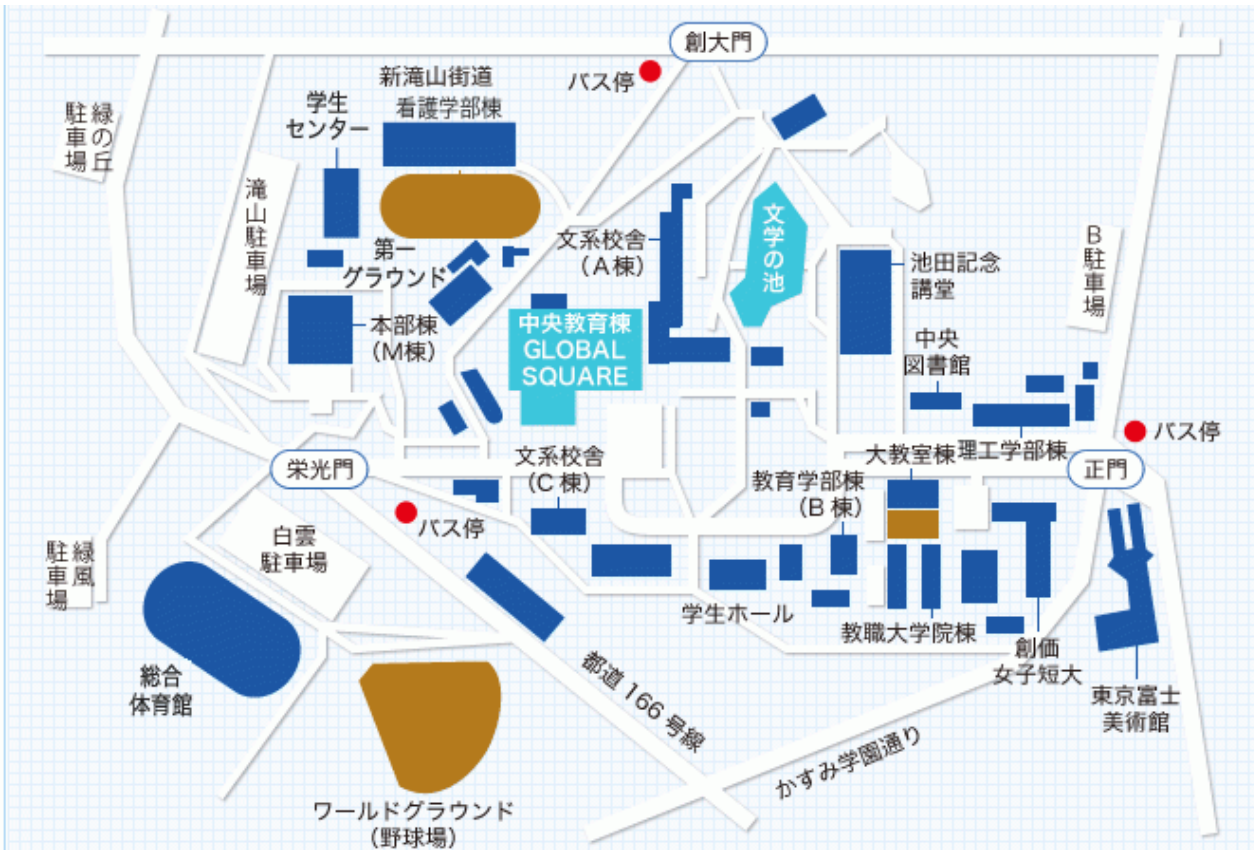 創大門
バス停
新滝山街道
看護学部棟
学生
センター
緑の丘
駐車場
滝山駐車場
第一
グラウンド
文系校舎
（A棟）
文学の池
池田記念
講堂
B駐車場
本部棟
（M棟）
中央教育棟
GLOBAL
SQUARE
中央
図書館
バス停
栄光門
文系校舎
（C棟）
大教室棟
理工学部棟
正門
教育学部棟
（B棟）
バス停
白雲
駐車場
緑風
駐車場
学生ホール
教職大学院棟
創価
女子短大
総合
体育館
都道166号線
東京富士
美術館
かすみ学園通り
ワールドグラウンド
（野球場）